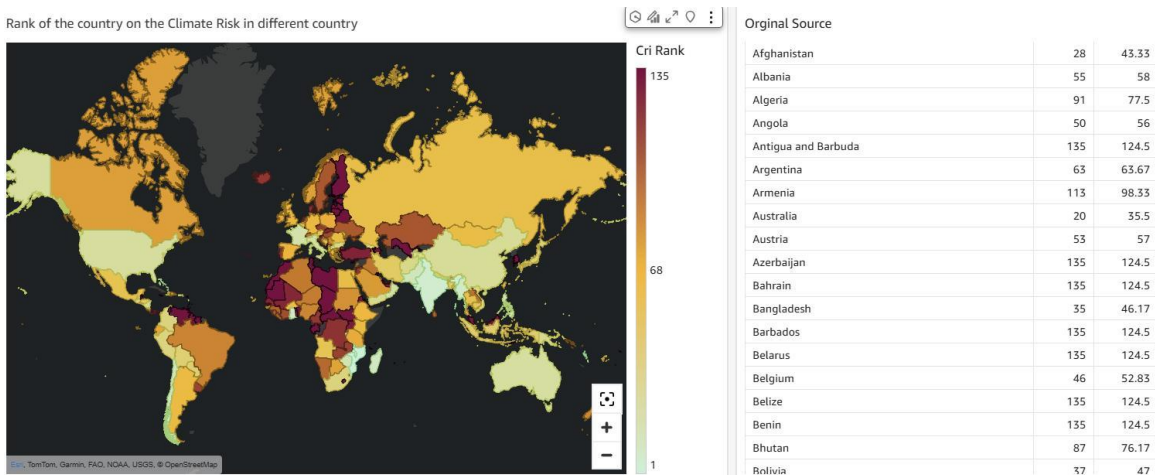 Rank of the country on the Climate Risk in different country
Cri Rank
135
68
1
Esri, TomTom, Garmin, FAO, NOAA, USGS, © OpenStreetMap
Orginal Source
Afghanistan 28 43.33
Albania 55 58
Algeria 91 77.5
Angola 50 56
Antigua and Barbuda 135 124.5
Argentina 63 63.67
Armenia 113 98.33
Australia 20 35.5
Austria 53 57
Azerbaijan 135 124.5
Bahrain 135 124.5
Bangladesh 35 46.17
Barbados 135 124.5
Belarus 135 124.5
Belgium 46 52.83
Belize 135 124.5
Benin 135 124.5
Bhutan 87 76.17
Bolivia 37 47